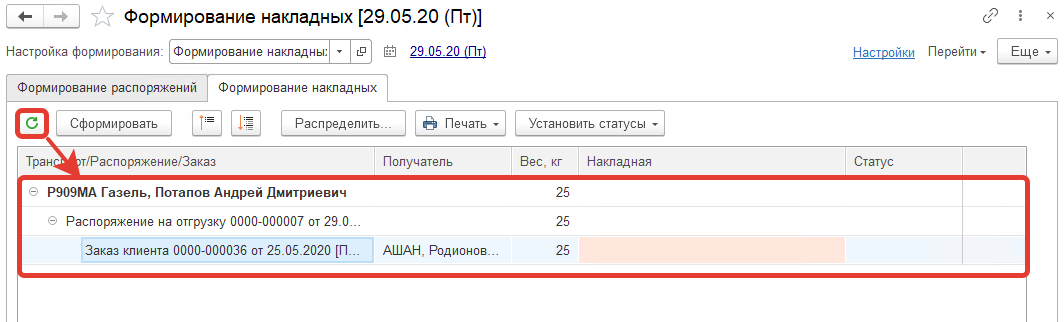 Формирование накладных [29.05.20 (Пт)]
Настройка формирования: Формирование накладных 29.05.20 (Пт) Настройки Перейти Еще
Формирование распоряжений Формирование накладных
Сформировать Распределить... Печать Установить статусы
Транспорт/Распоряжение/Заказ Получатель Вес, кг Накладная Статус
Р909МА Газель, Потапов Андрей Дмитриевич 25
Распоряжение на отгрузку 0000-000007 от 29.0... 25
Заказ клиента 0000-000036 от 25.05.2020 [П... АШАН, Родионов... 25